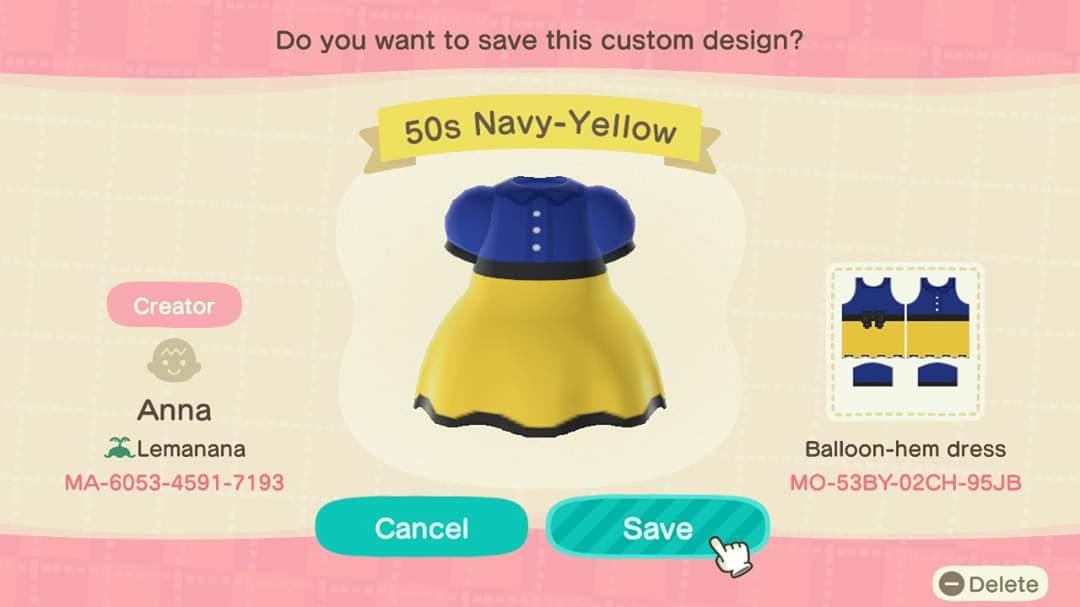 Do you want to save this custom design?
50s Navy-Yellow
Creator
Anna
Lemanana
MA-6053-4591-7193
Balloon-hem dress
MO-53BY-02CH-95JB
Cancel
Save
Delete